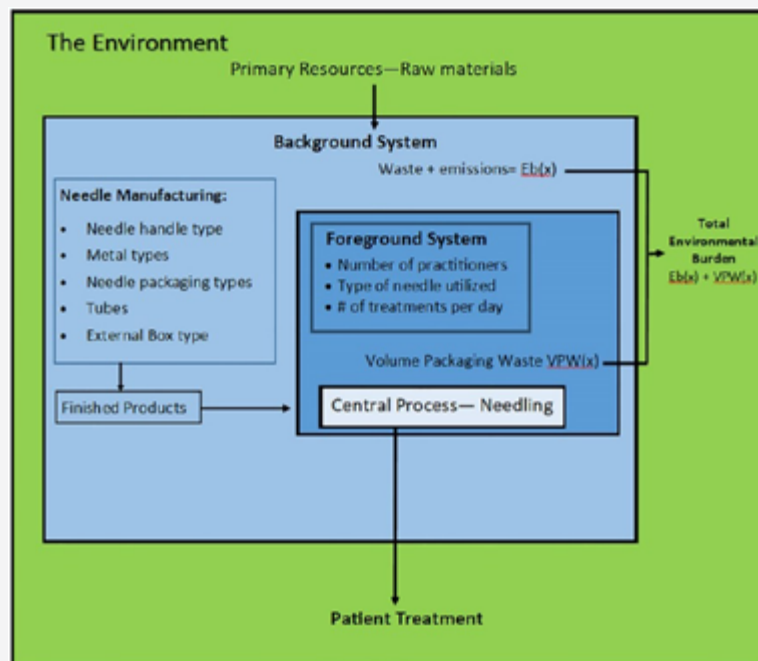 The Environment
Primary Resources—Raw materials
Background System
Waste + emissions= Eb(x)
Needle Manufacturing:
• Needle handle type
• Metal types
• Needle packaging types
• Tubes
• External Box type
Foreground System
• Number of practitioners
• Type of needle utilized
• # of treatments per day
Total
Environmental
Burden
Eb(x) + VPW(x)
Volume Packaging Waste VPW(x)
Finished Products
Central Process— Needling
Patient Treatment